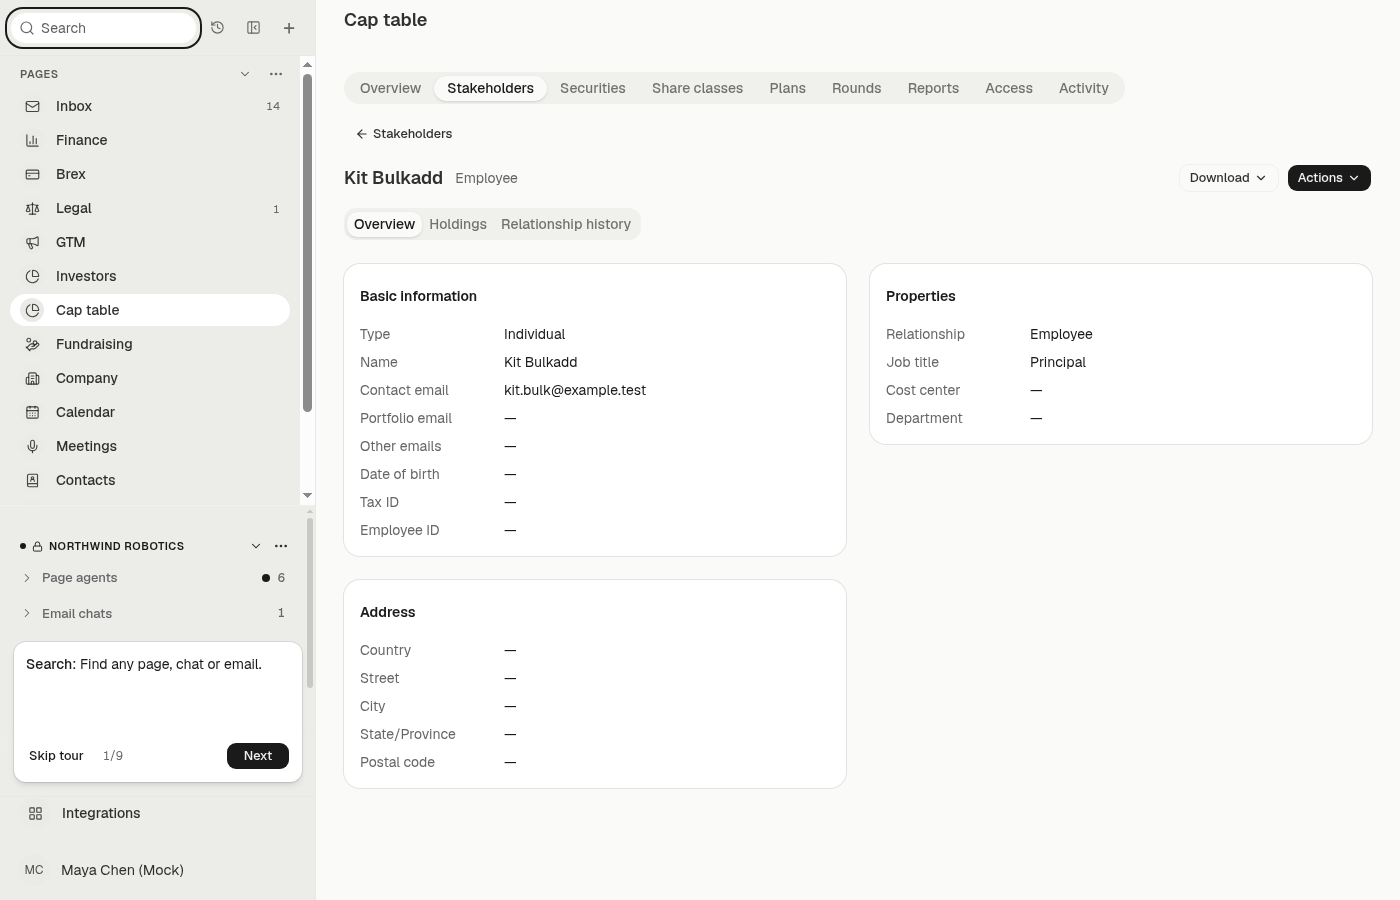 Search
PAGES
Inbox 14
Finance
Brex
Legal 1
GTM
Investors
Cap table
Fundraising
Company
Calendar
Meetings
Contacts
NORTHWIND ROBOTICS
Page agents 6
Email chats 1
Search: Find any page, chat or email.
Skip tour 1/9 Next
Integrations
MC Maya Chen (Mock)
Cap table
Overview Stakeholders Securities Share classes Plans Rounds Reports Access Activity
Stakeholders
Kit Bulkadd Employee Download Actions
Overview Holdings Relationship history
Basic information
Type Individual
Name Kit Bulkadd
Contact email kit.bulk@example.test
Portfolio email —
Other emails —
Date of birth —
Tax ID —
Employee ID —
Properties
Relationship Employee
Job title Principal
Cost center —
Department —
Address
Country —
Street —
City —
State/Province —
Postal code —